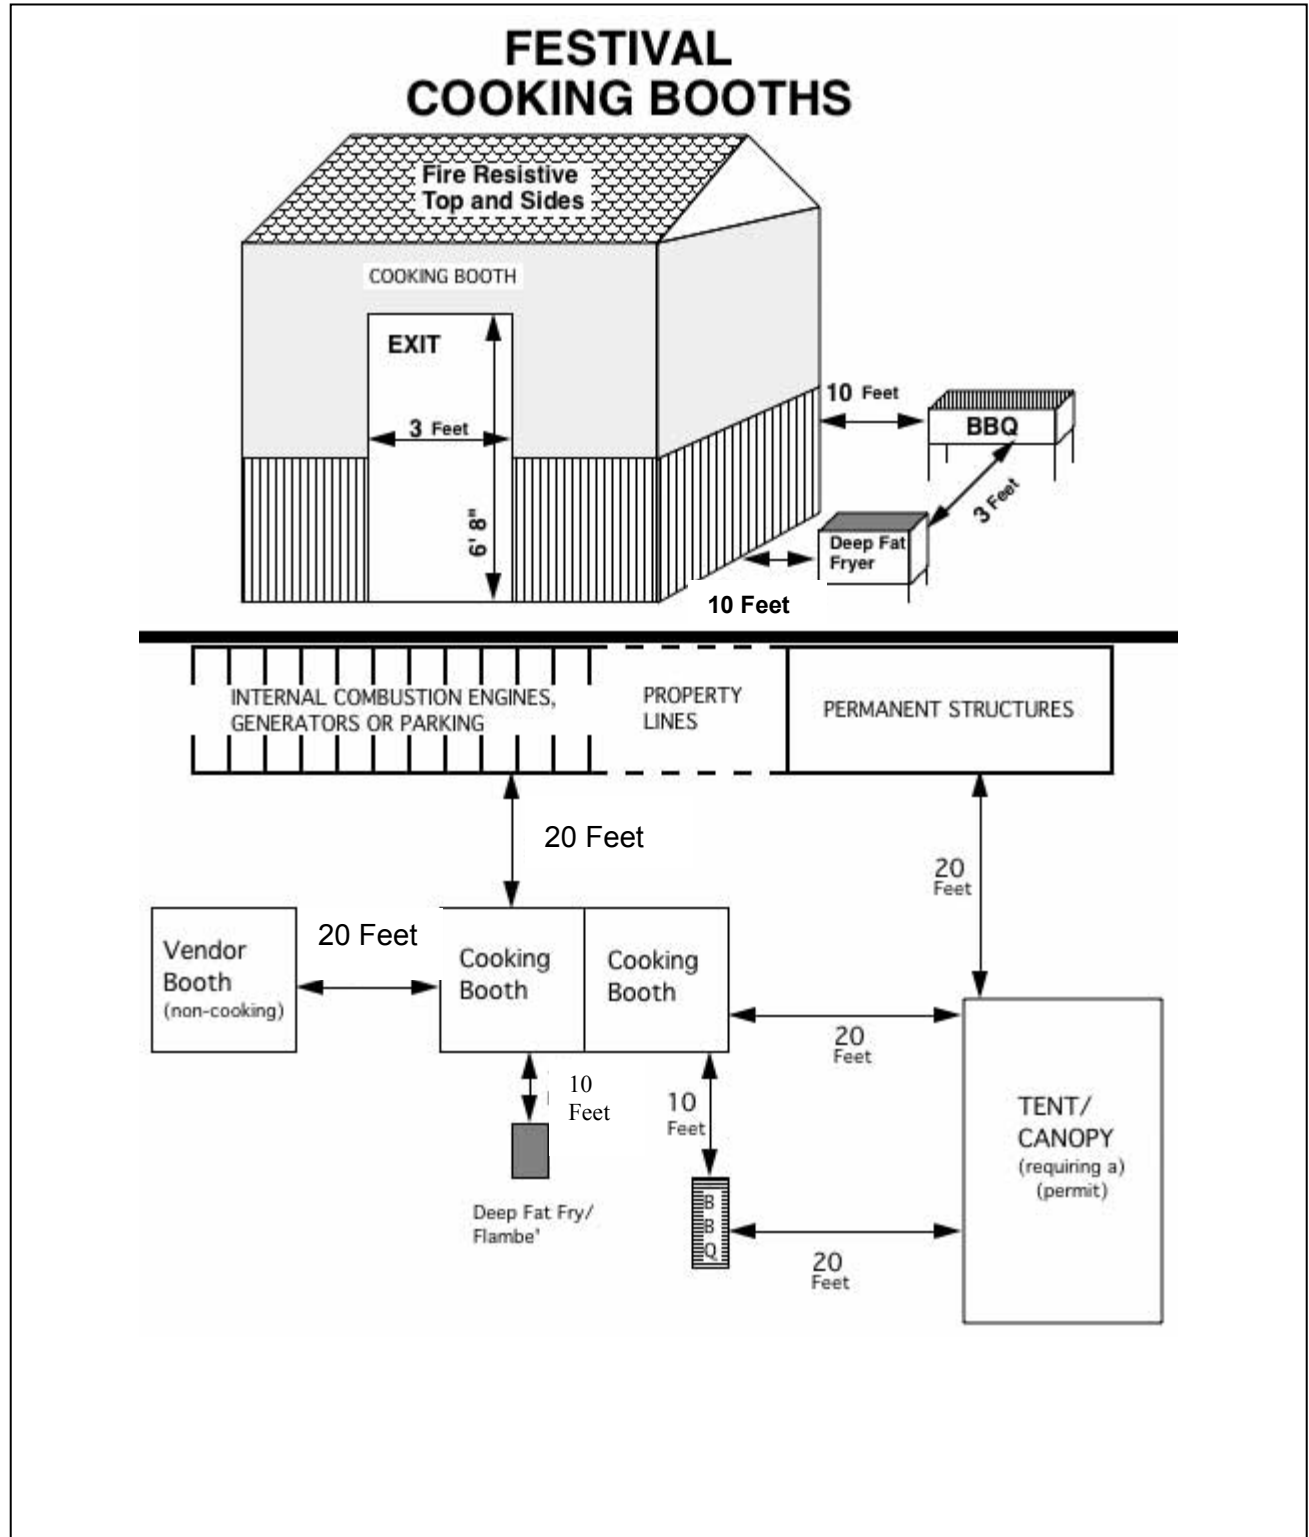 FESTIVAL
COOKING BOOTHS
Fire Resistive
Top and Sides
COOKING BOOTH
EXIT
3 Feet
6' 8"
10 Feet
BBQ
3 Feet
Deep Fat
Fryer
10 Feet
INTERNAL COMBUSTION ENGINES,
GENERATORS OR PARKING
PROPERTY
LINES
PERMANENT STRUCTURES
20 Feet
20
Feet
Vendor
Booth
(non-cooking)
20 Feet
Cooking
Booth
Cooking
Booth
20
Feet
10
Feet
10
Feet
TENT/
CANOPY
(requiring a)
(permit)
Deep Fat Fry/
Flambe'
B
B
Q
20
Feet